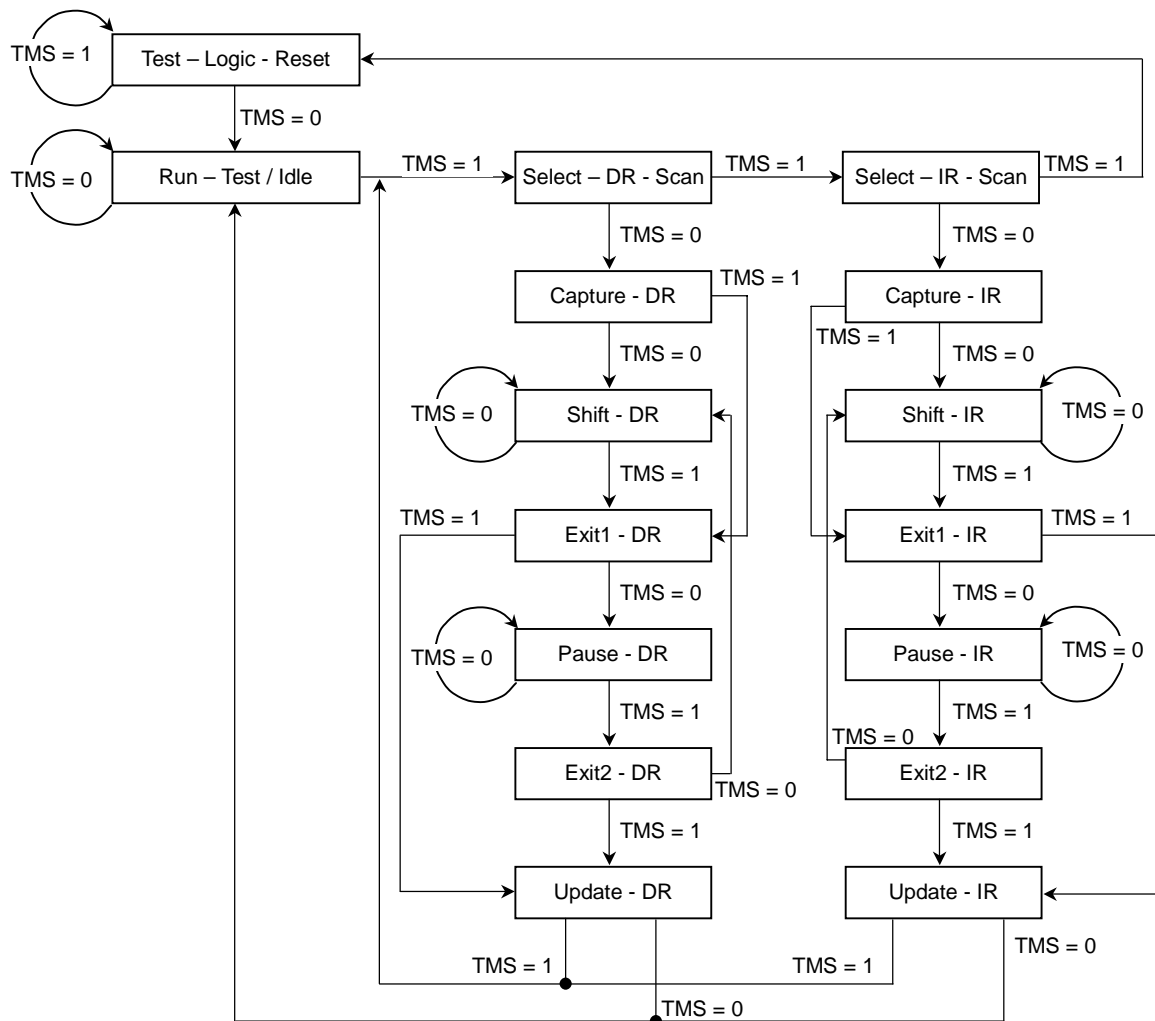 TMS = 1
Test – Logic - Reset
TMS = 0
TMS = 0
Run – Test / Idle
TMS = 1
Select – DR - Scan
TMS = 1
Select – IR - Scan
TMS = 1
TMS = 0
TMS = 0
Capture - DR
TMS = 1
Capture - IR
TMS = 1
TMS = 0
TMS = 0
TMS = 0
Shift - DR
Shift - IR
TMS = 0
TMS = 1
TMS = 1
TMS = 1
Exit1 - DR
Exit1 - IR
TMS = 1
TMS = 0
TMS = 0
TMS = 0
Pause - DR
Pause - IR
TMS = 0
TMS = 1
TMS = 1
Exit2 - DR
TMS = 0
TMS = 0
Exit2 - IR
TMS = 1
TMS = 1
Update - DR
Update - IR
TMS = 1
TMS = 1
TMS = 0
TMS = 0